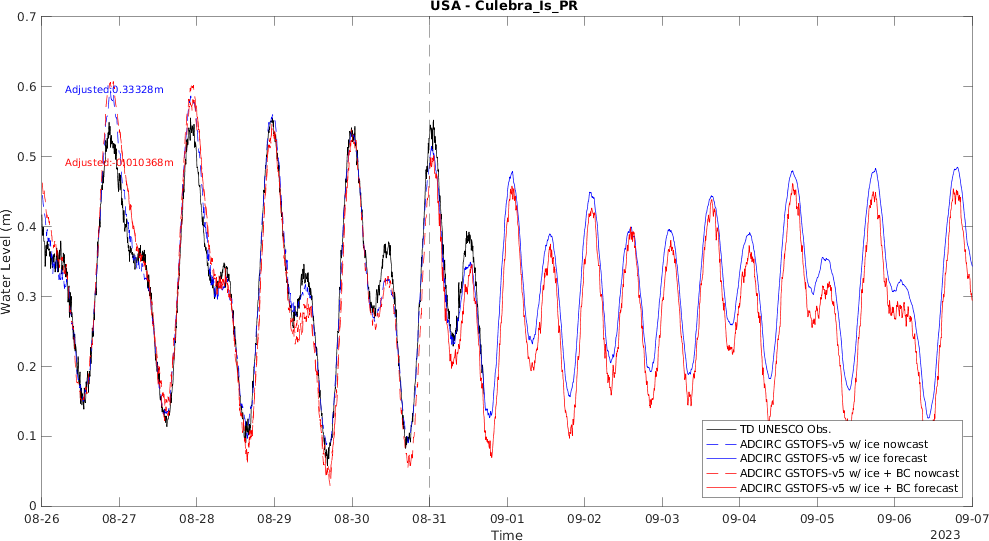 USA - Culebra_Is_PR
0.7
0.6
0.5
0.4
0.3
0.2
0.1
0
Water Level (m)
Adjusted:0.33328m
Adjusted:-0.010368m
TD UNESCO Obs.
ADCIRC GSTOFS-v5 w/ ice nowcast
ADCIRC GSTOFS-v5 w/ ice forecast
ADCIRC GSTOFS-v5 w/ ice + BC nowcast
ADCIRC GSTOFS-v5 w/ ice + BC forecast
08-26 08-27 08-28 08-29 08-30 08-31 09-01 09-02 09-03 09-04 09-05 09-06 09-07
Time
2023